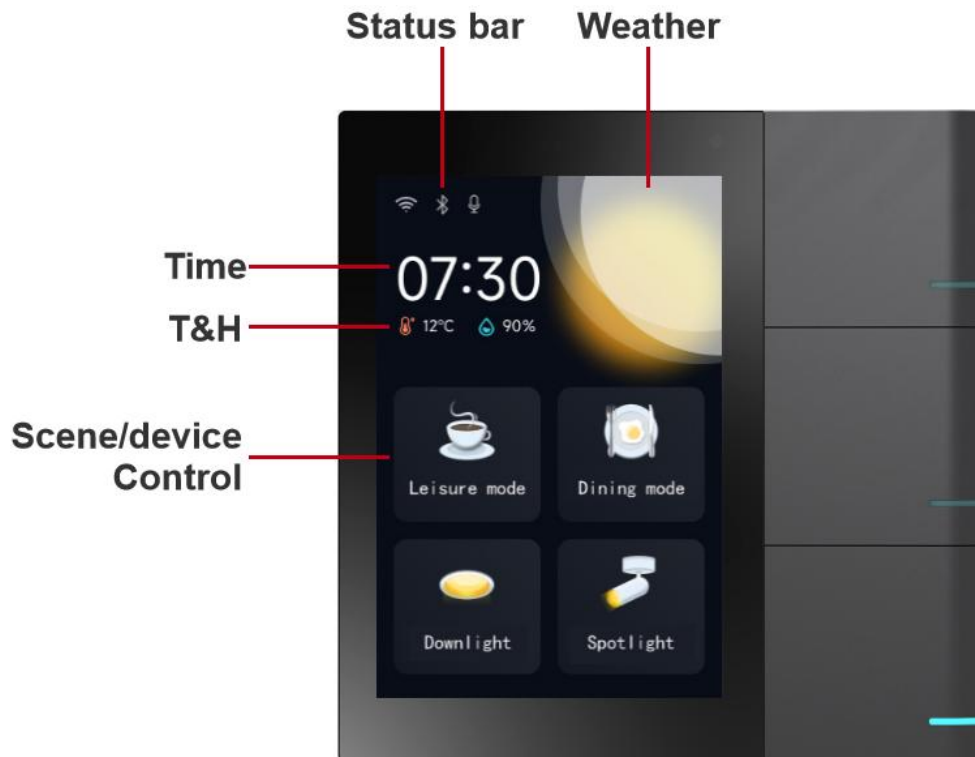 Status bar
Weather
Time
07:30
T&H
12°C
90%
Scene/device
Control
Leisure mode
Dining mode
Downlight
Spotlight